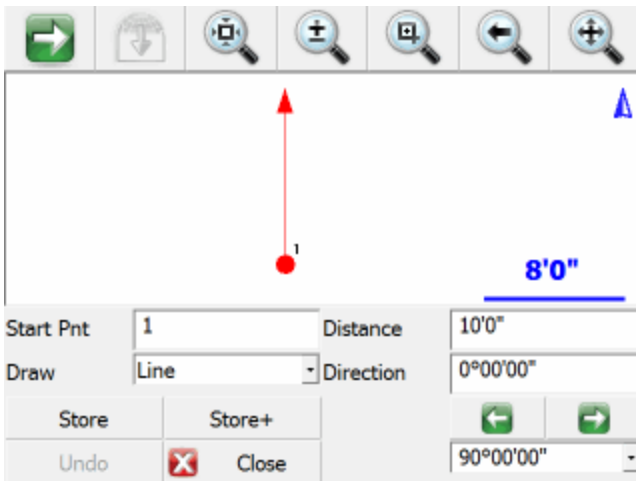 1
8'0"
Start Pnt 1 Distance 10'0"
Draw Line Direction 0°00'00"
Store Store+
Undo Close 90°00'00"